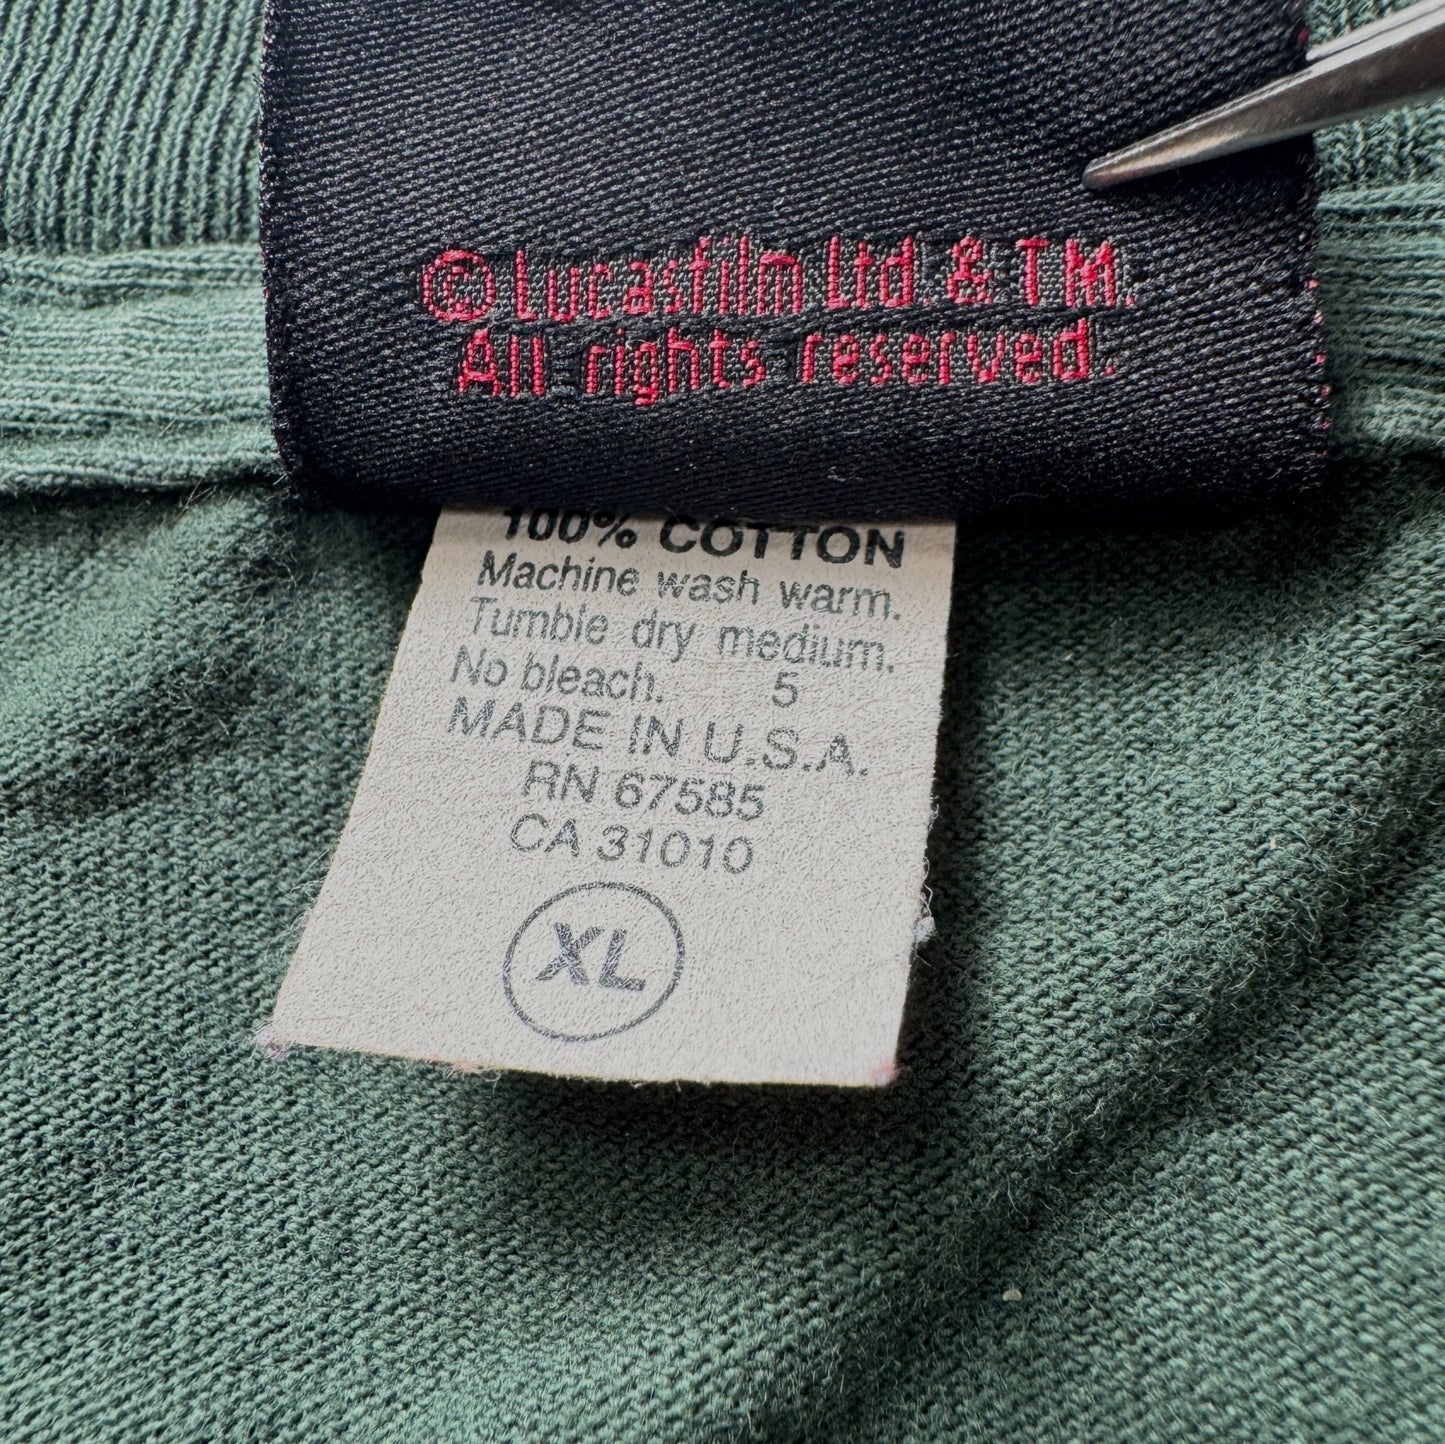 © Lucasfilm Ltd. & TM.
All rights reserved.
100% COTTON
Machine wash warm.
Tumble dry medium.
No bleach. 5
MADE IN U.S.A.
RN 67585
CA 31010
XL